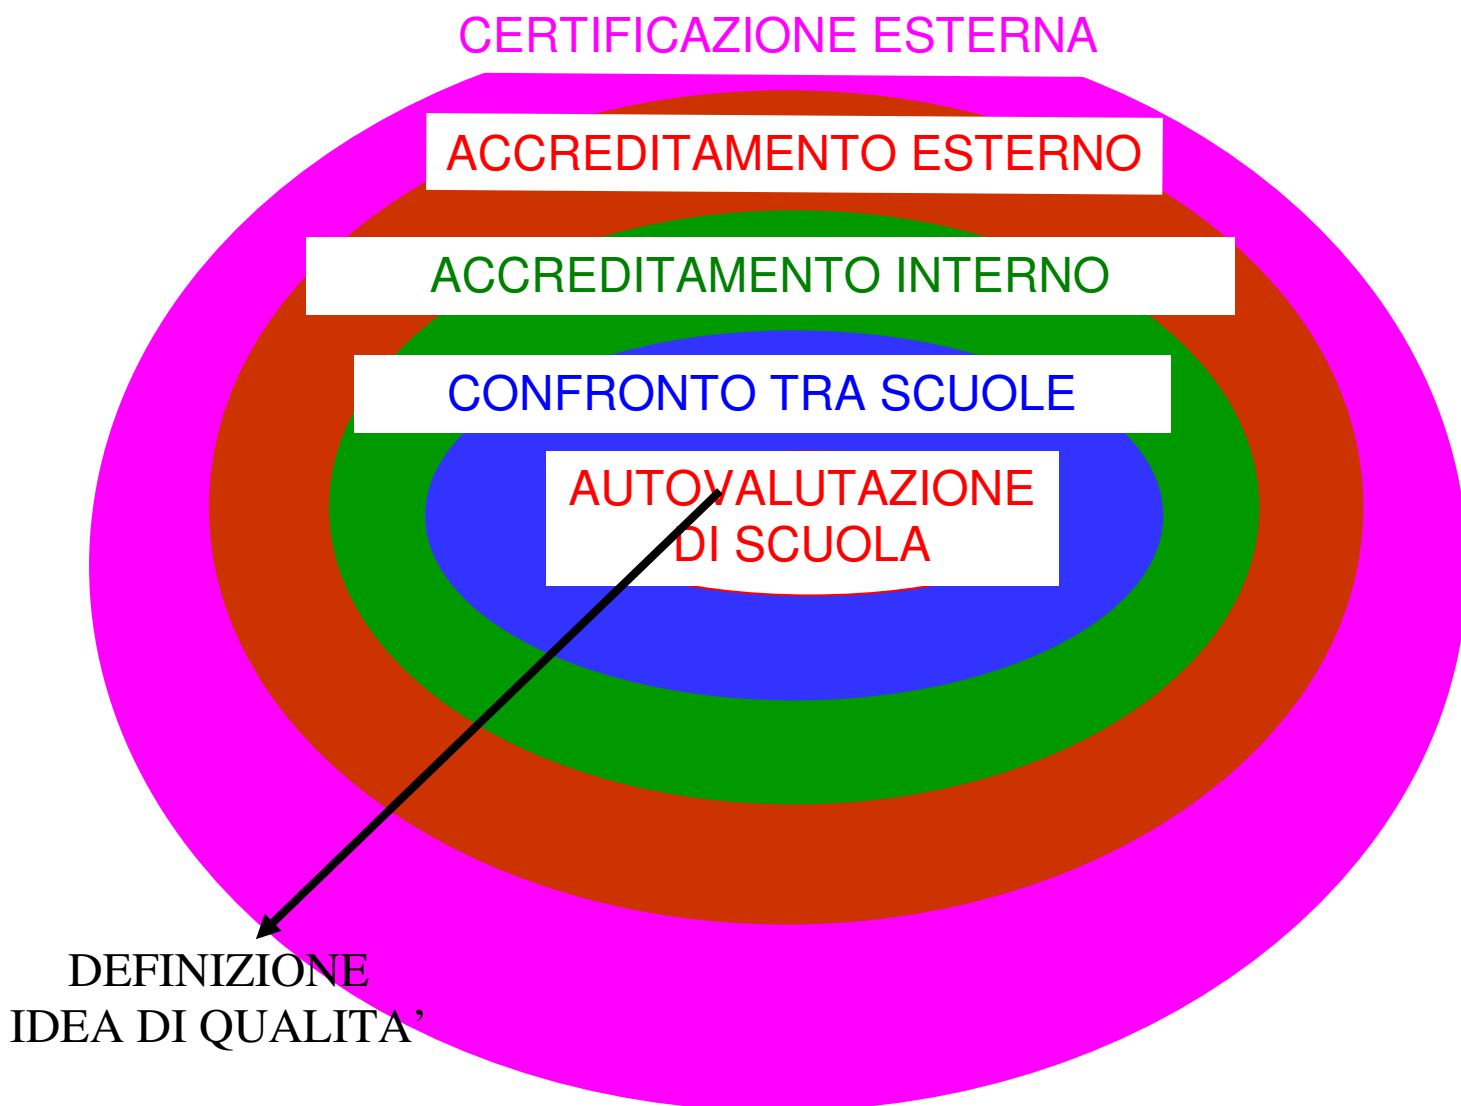 CERTIFICAZIONE ESTERNA
ACCREDITAMENTO ESTERNO
ACCREDITAMENTO INTERNO
CONFRONTO TRA SCUOLE
AUTOVALUTAZIONE
DI SCUOLA
DEFINIZIONE
IDEA DI QUALITA’